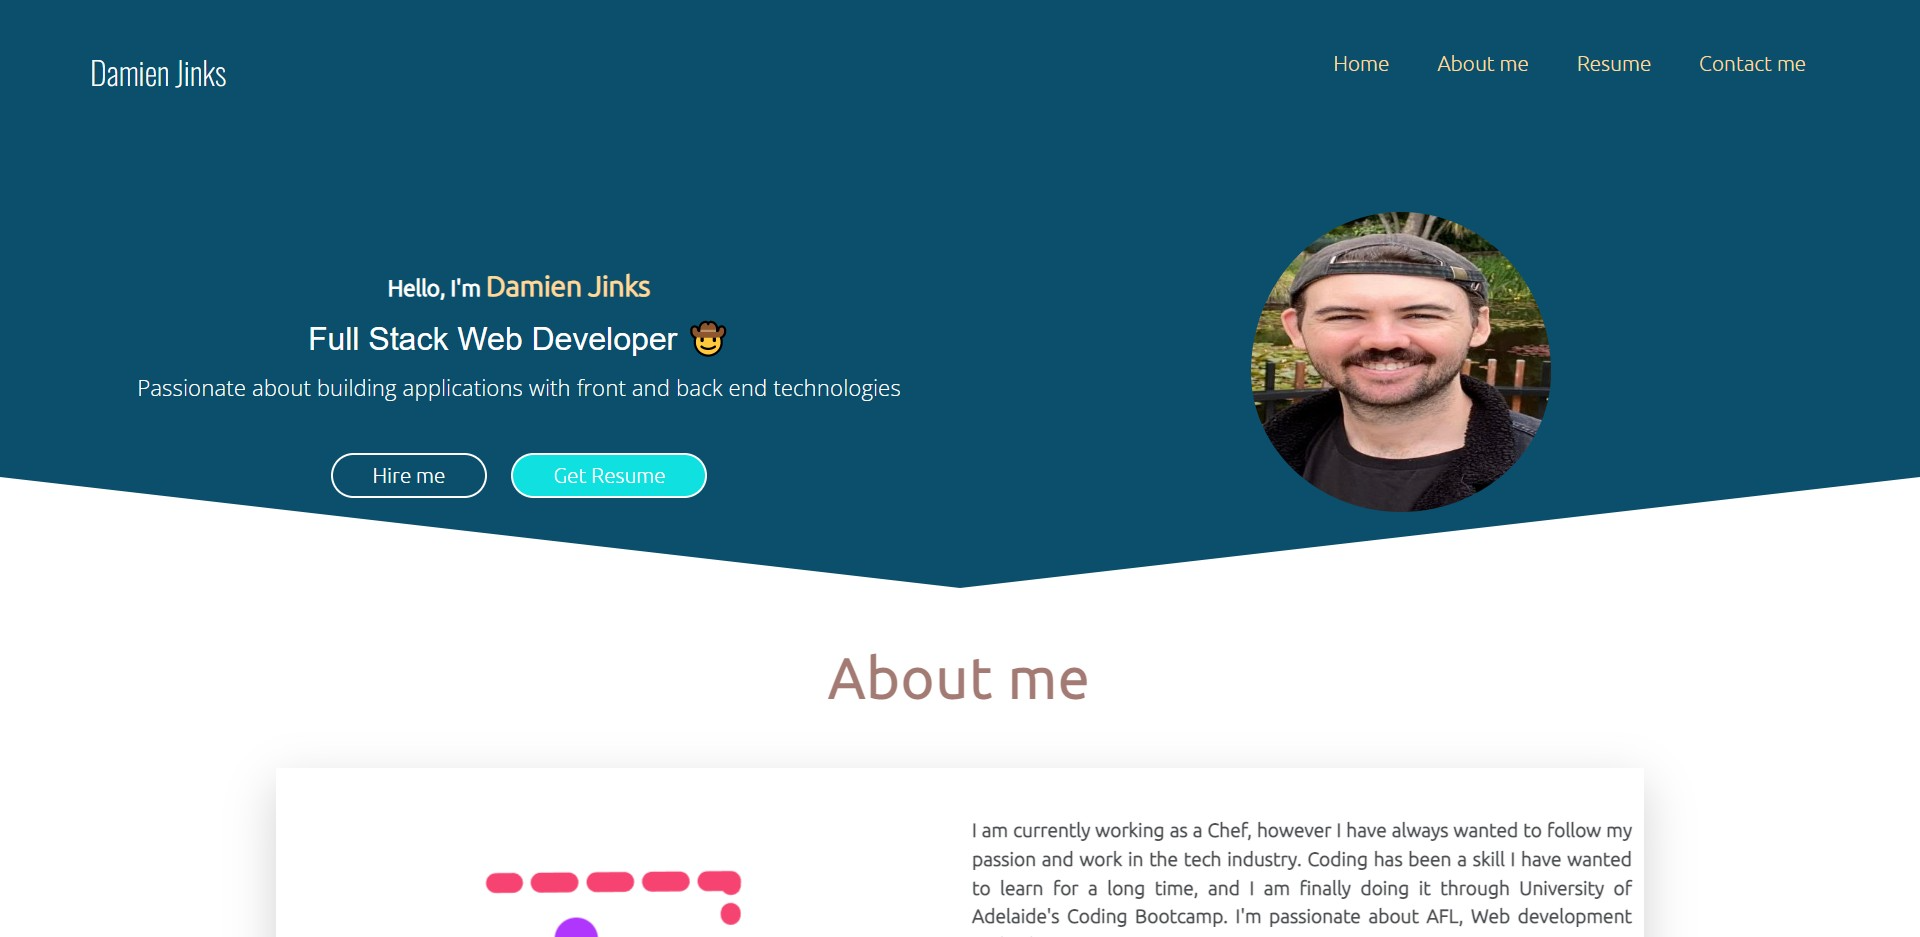 Damien Jinks
Home About me Resume Contact me
Hello, I'm Damien Jinks
Full Stack Web Developer 🤠
Passionate about building applications with front and back end technologies
Hire me Get Resume
About me
I am currently working as a Chef, however I have always wanted to follow my
passion and work in the tech industry. Coding has been a skill I have wanted
to learn for a long time, and I am finally doing it through University of
Adelaide's Coding Bootcamp. I'm passionate about AFL, Web development